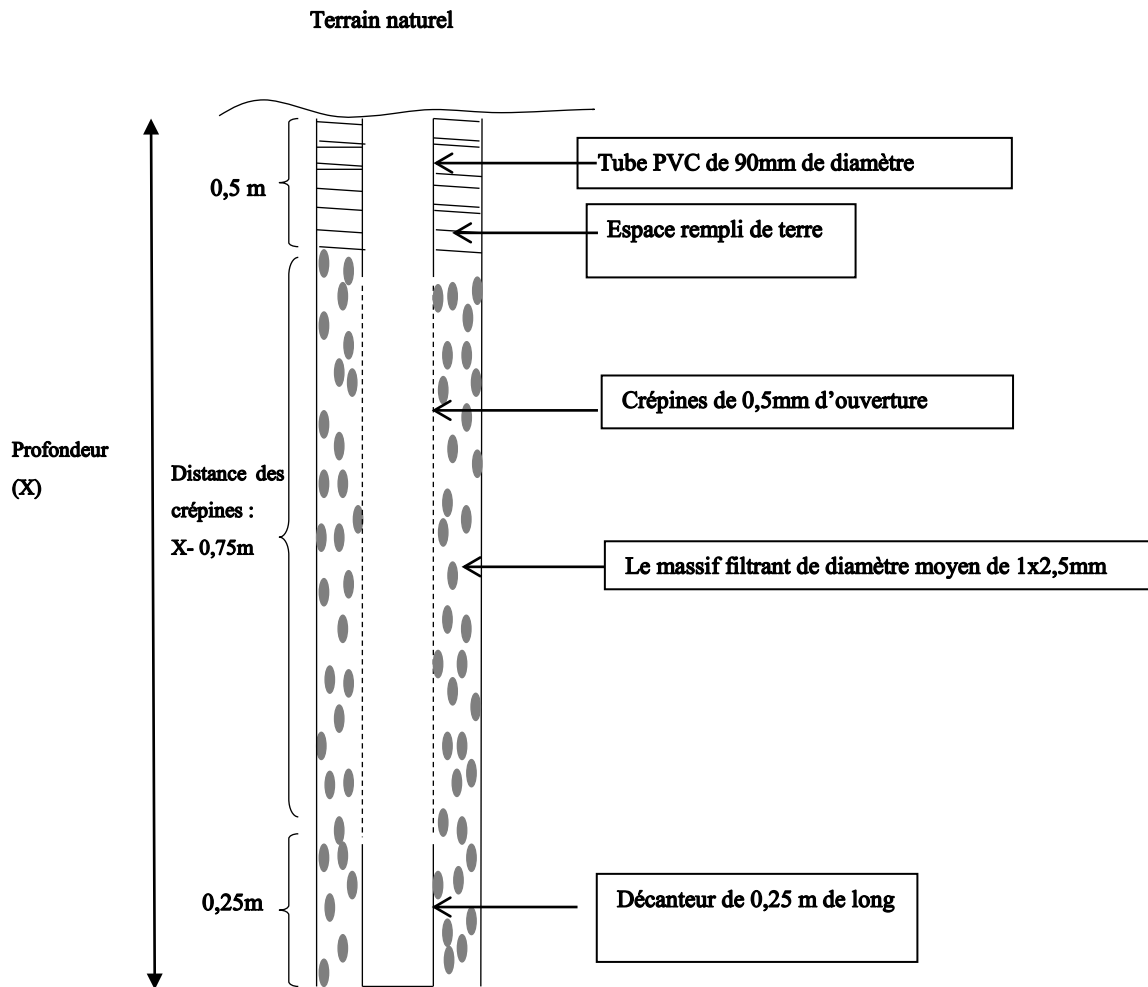 Terrain naturel
Tube PVC de 90mm de diamètre
0,5 m
Espace rempli de terre
Crépines de 0,5mm d’ouverture
Profondeur
(X)
Distance des
crépines :
X- 0,75m
Le massif filtrant de diamètre moyen de 1x2,5mm
0,25m
Décanteur de 0,25 m de long